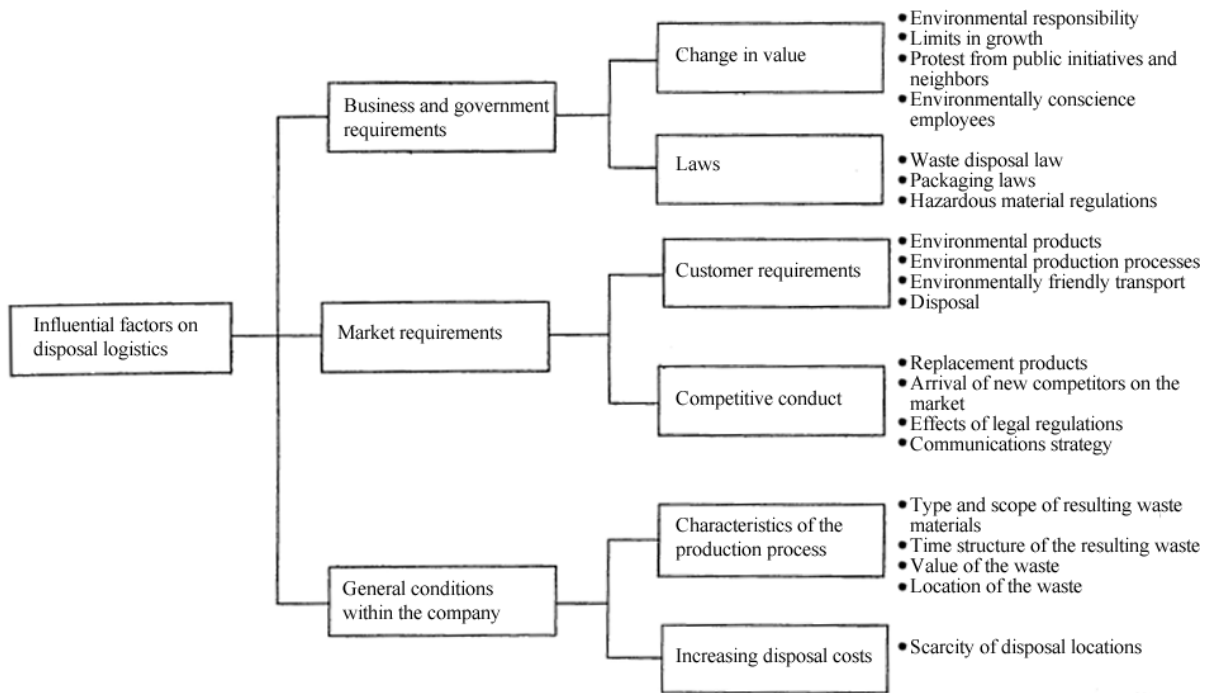 Influential factors on
disposal logistics
Business and government
requirements
Change in value
• Environmental responsibility
• Limits in growth
• Protest from public initiatives and
neighbors
• Environmentally conscience
employees
Laws
• Waste disposal law
• Packaging laws
• Hazardous material regulations
Market requirements
Customer requirements
• Environmental products
• Environmental production processes
• Environmentally friendly transport
• Disposal
Competitive conduct
• Replacement products
• Arrival of new competitors on the
market
• Effects of legal regulations
• Communications strategy
General conditions
within the company
Characteristics of the
production process
• Type and scope of resulting waste
materials
• Time structure of the resulting waste
• Value of the waste
• Location of the waste
Increasing disposal costs
• Scarcity of disposal locations